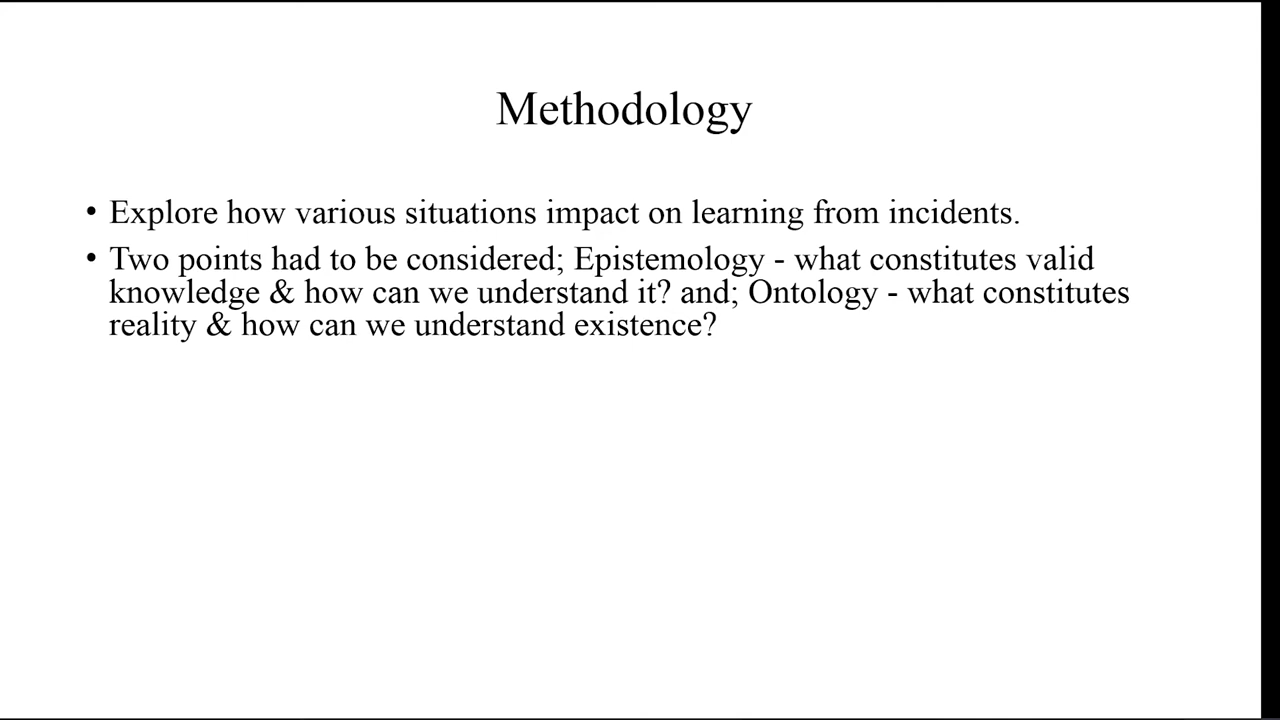 Methodology
• Explore how various situations impact on learning from incidents.
• Two points had to be considered; Epistemology - what constitutes valid
knowledge & how can we understand it? and; Ontology - what constitutes
reality & how can we understand existence?